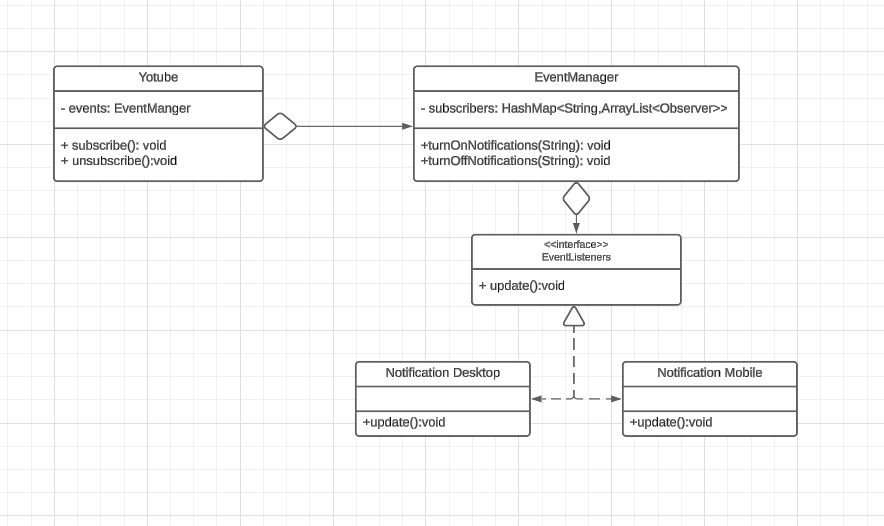 Yotube
- events: EventManger
+ subscribe(): void
+ unsubscribe():void
EventManager
- subscribers: HashMap<String,ArrayList<Observer>>
+turnOnNotifications(String): void
+turnOffNotifications(String): void
<<interface>>
EventListeners
+ update():void
Notification Desktop
+update():void
Notification Mobile
+update():void